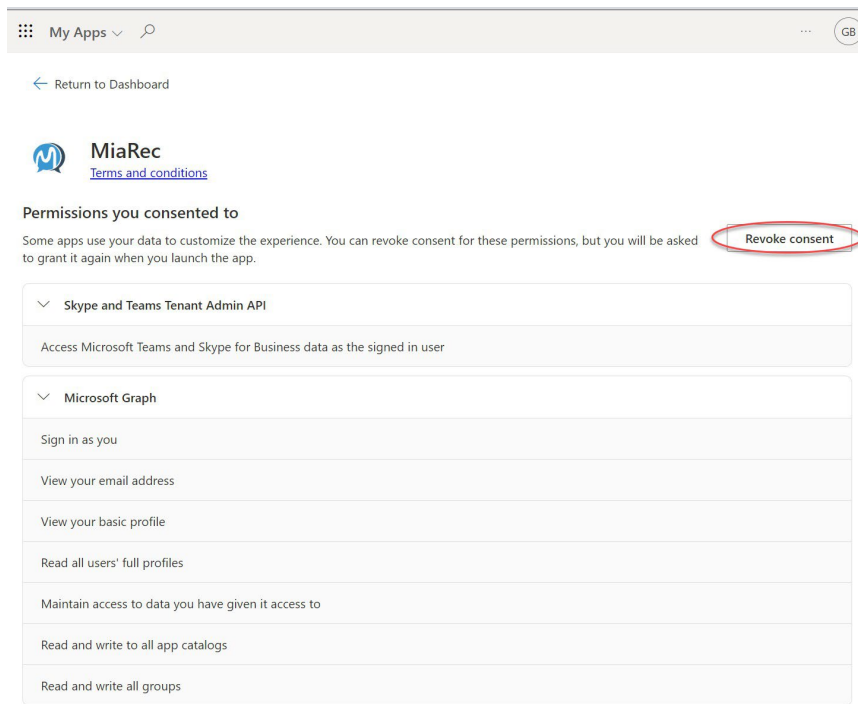 My Apps
...
GB
Return to Dashboard
MiaRec
Terms and conditions
Permissions you consented to
Some apps use your data to customize the experience. You can revoke consent for these permissions, but you will be asked
to grant it again when you launch the app.
Revoke consent
Skype and Teams Tenant Admin API
Access Microsoft Teams and Skype for Business data as the signed in user
Microsoft Graph
Sign in as you
View your email address
View your basic profile
Read all users' full profiles
Maintain access to data you have given it access to
Read and write to all app catalogs
Read and write all groups